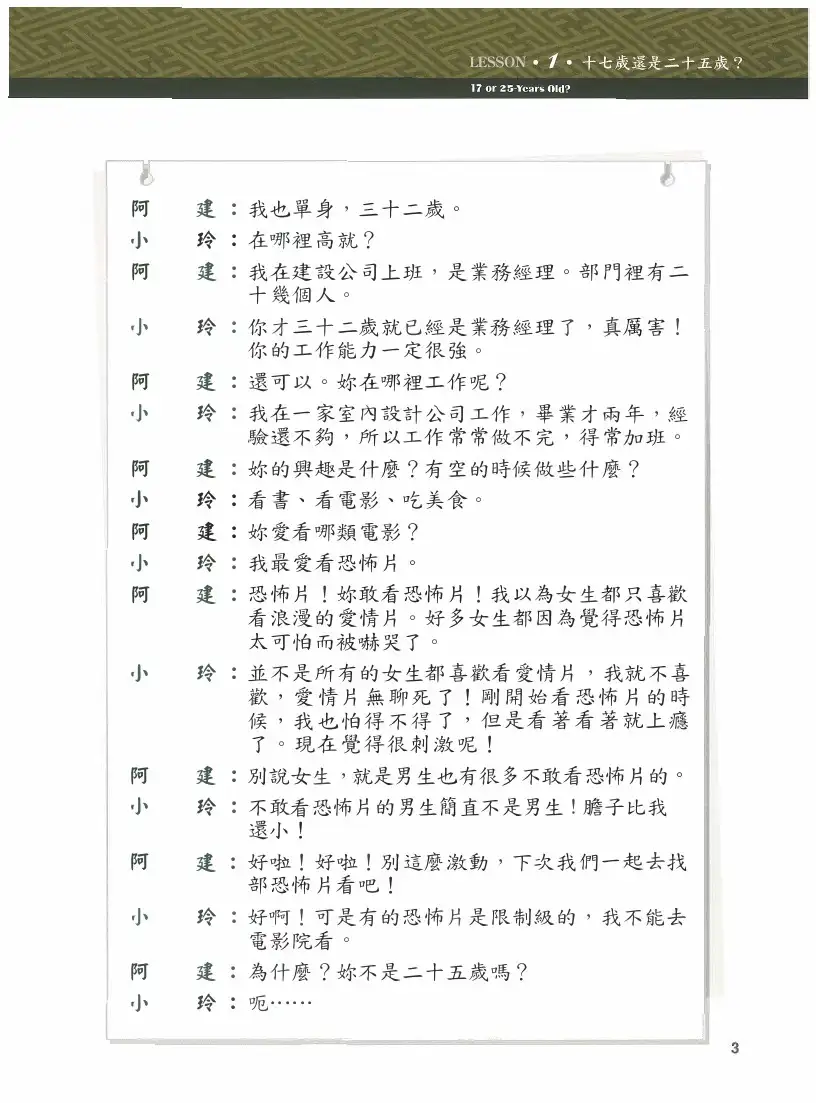 LESSON • 1 • 十七歲還是二十五歲？
17 or 25-Years Old?
阿建：我也單身，三十二歲。
小玲：在哪裡高就？
阿建：我在建設公司上班，是業務經理。部門裡有二
十幾個人。
小玲：你才三十二歲就已經是業務經理了，真厲害！
你的工作能力一定很強。
阿建：還可以。妳在哪裡工作呢？
小玲：我在一家室內設計公司工作，畢業才兩年，經
驗還不夠，所以工作常常做不完，得常加班。
阿建：妳的興趣是什麼？有空的時候做些什麼？
小玲：看書、看電影、吃美食。
阿建：妳愛看哪類電影？
小玲：我最愛看恐怖片。
阿建：恐怖片！妳敢看恐怖片！我以為女生都只喜歡
看浪漫的愛情片。好多女生都因為覺得恐怖片
太可怕而被嚇哭了。
小玲：並不是所有的女生都喜歡看愛情片，我就不喜
歡，愛情片無聊死了！剛開始看恐怖片的時
候，我也怕得不得了，但是看著看著就上癮
了。現在覺得很刺激呢！
阿建：別說女生，就是男生也有很多不敢看恐怖片的。
小玲：不敢看恐怖片的男生簡直不是男生！膽子比我
還小！
阿建：好啦！好啦！別這麼激動，下次我們一起去找
部恐怖片看吧！
小玲：好啊！可是有的恐怖片是限制級的，我不能去
電影院看。
阿建：為什麼？妳不是二十五歲嗎？
小玲：呃……
3